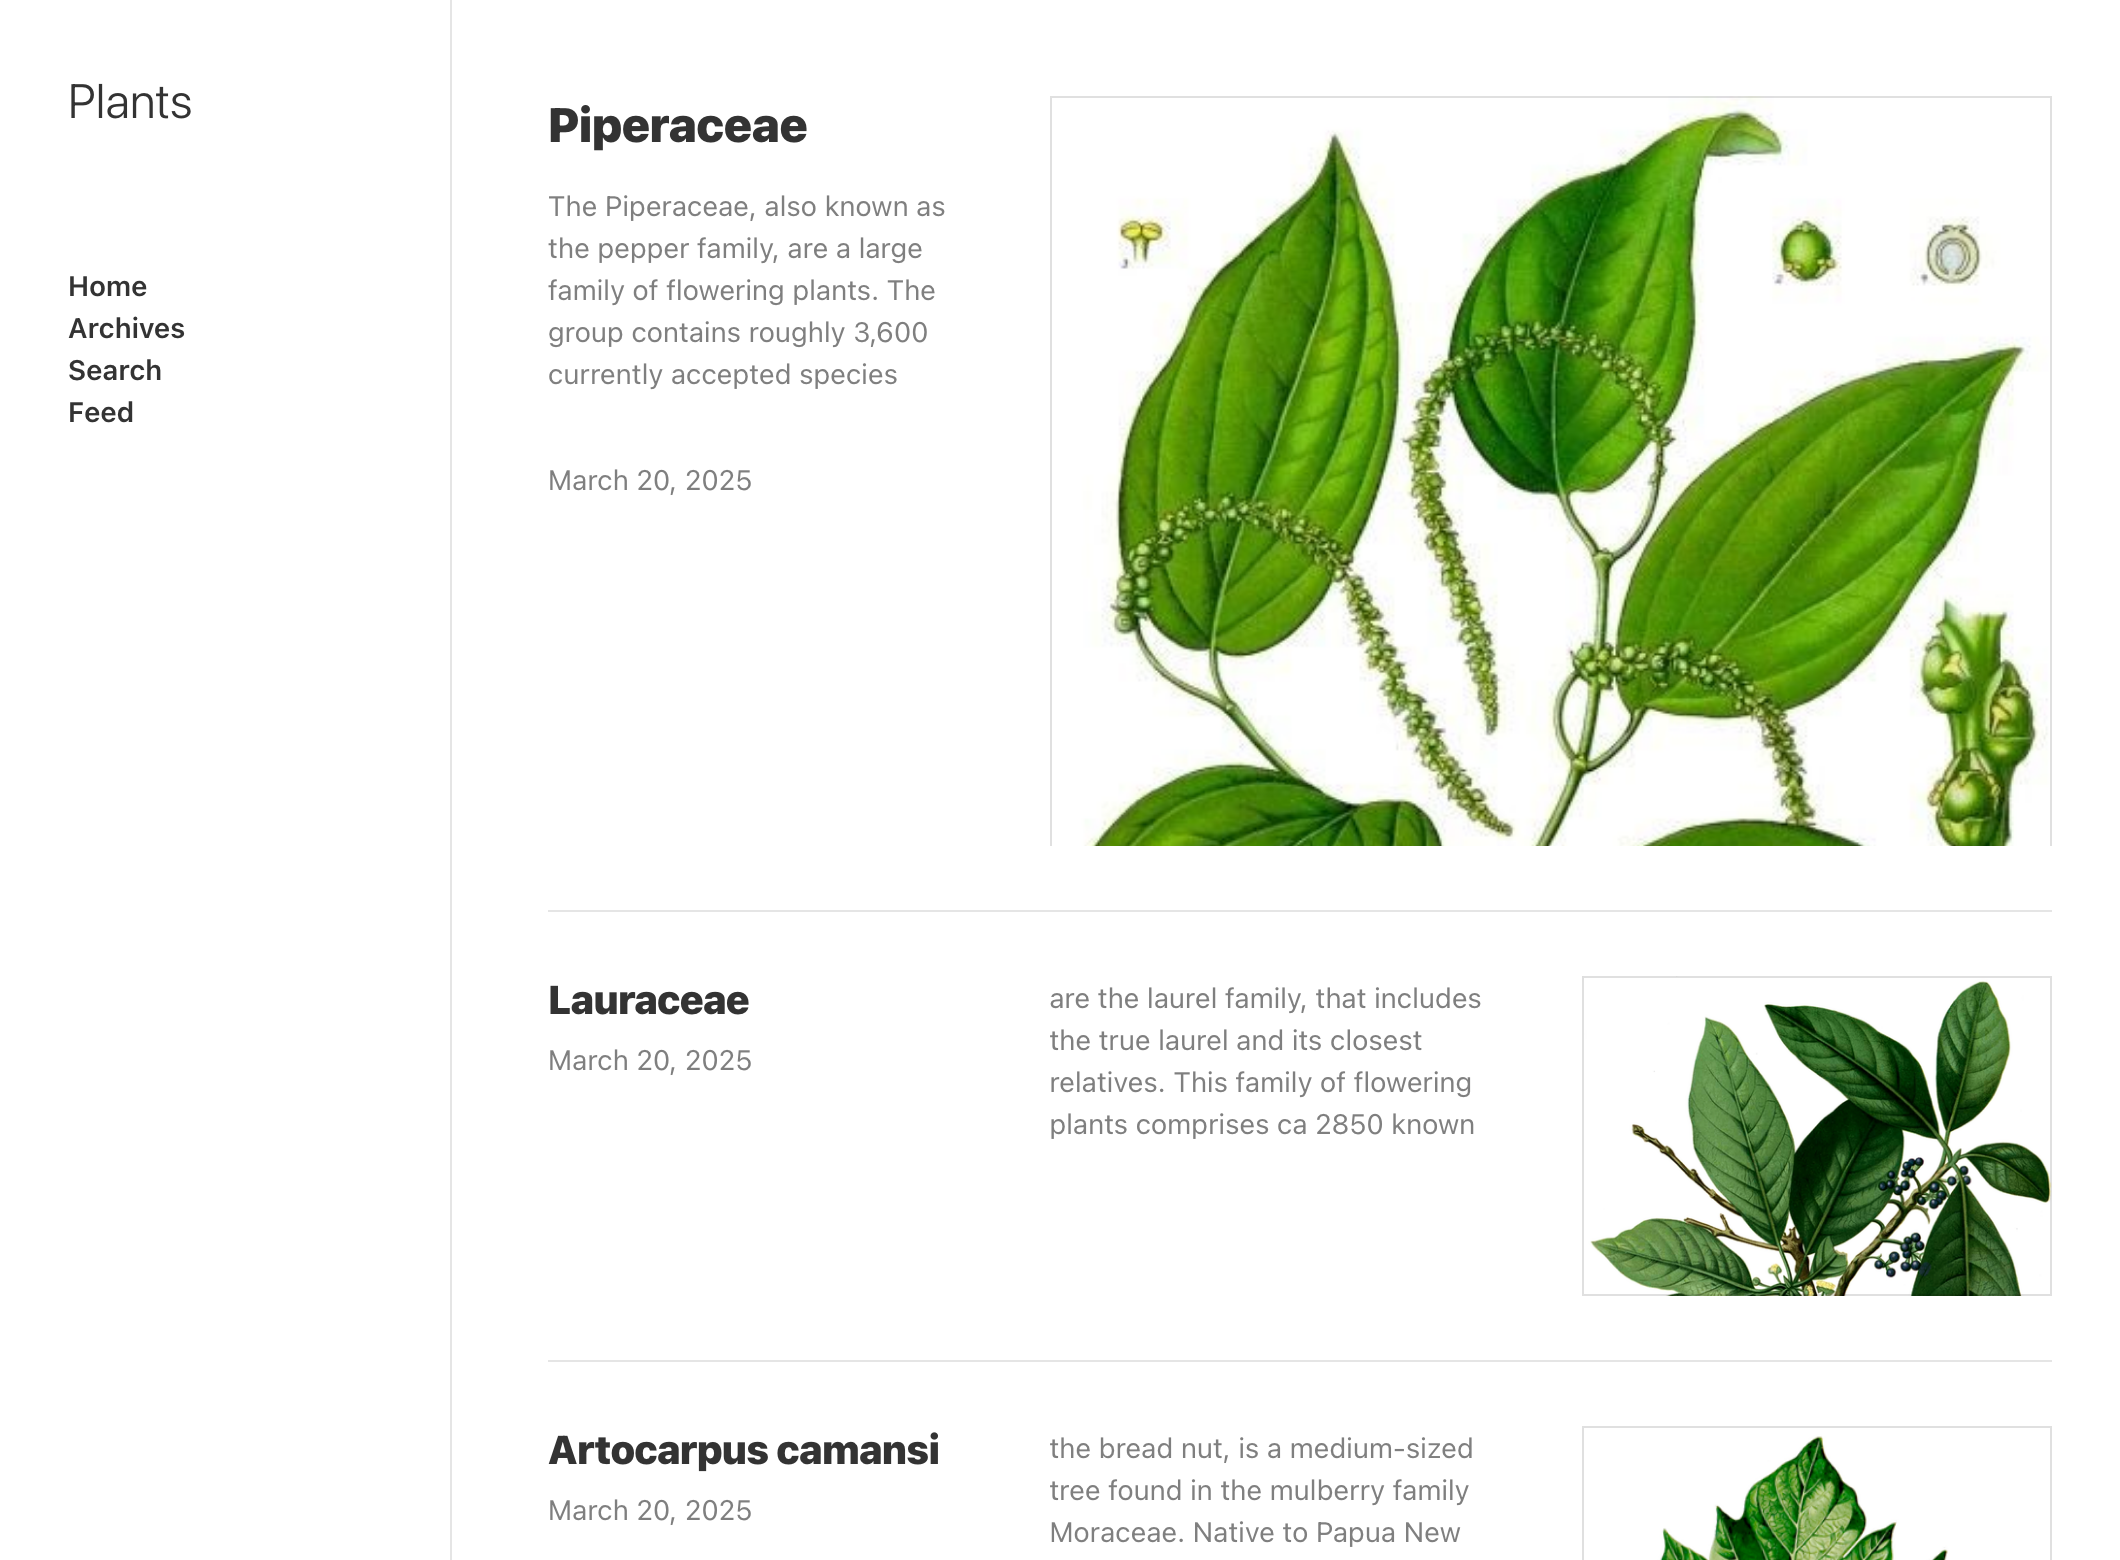 Plants
Home
Archives
Search
Feed
Piperaceae
The Piperaceae, also known as
the pepper family, are a large
family of flowering plants. The
group contains roughly 3,600
currently accepted species
March 20, 2025
Lauraceae
March 20, 2025
are the laurel family, that includes
the true laurel and its closest
relatives. This family of flowering
plants comprises ca 2850 known
Artocarpus camansi
March 20, 2025
the bread nut, is a medium-sized
tree found in the mulberry family
Moraceae. Native to Papua New